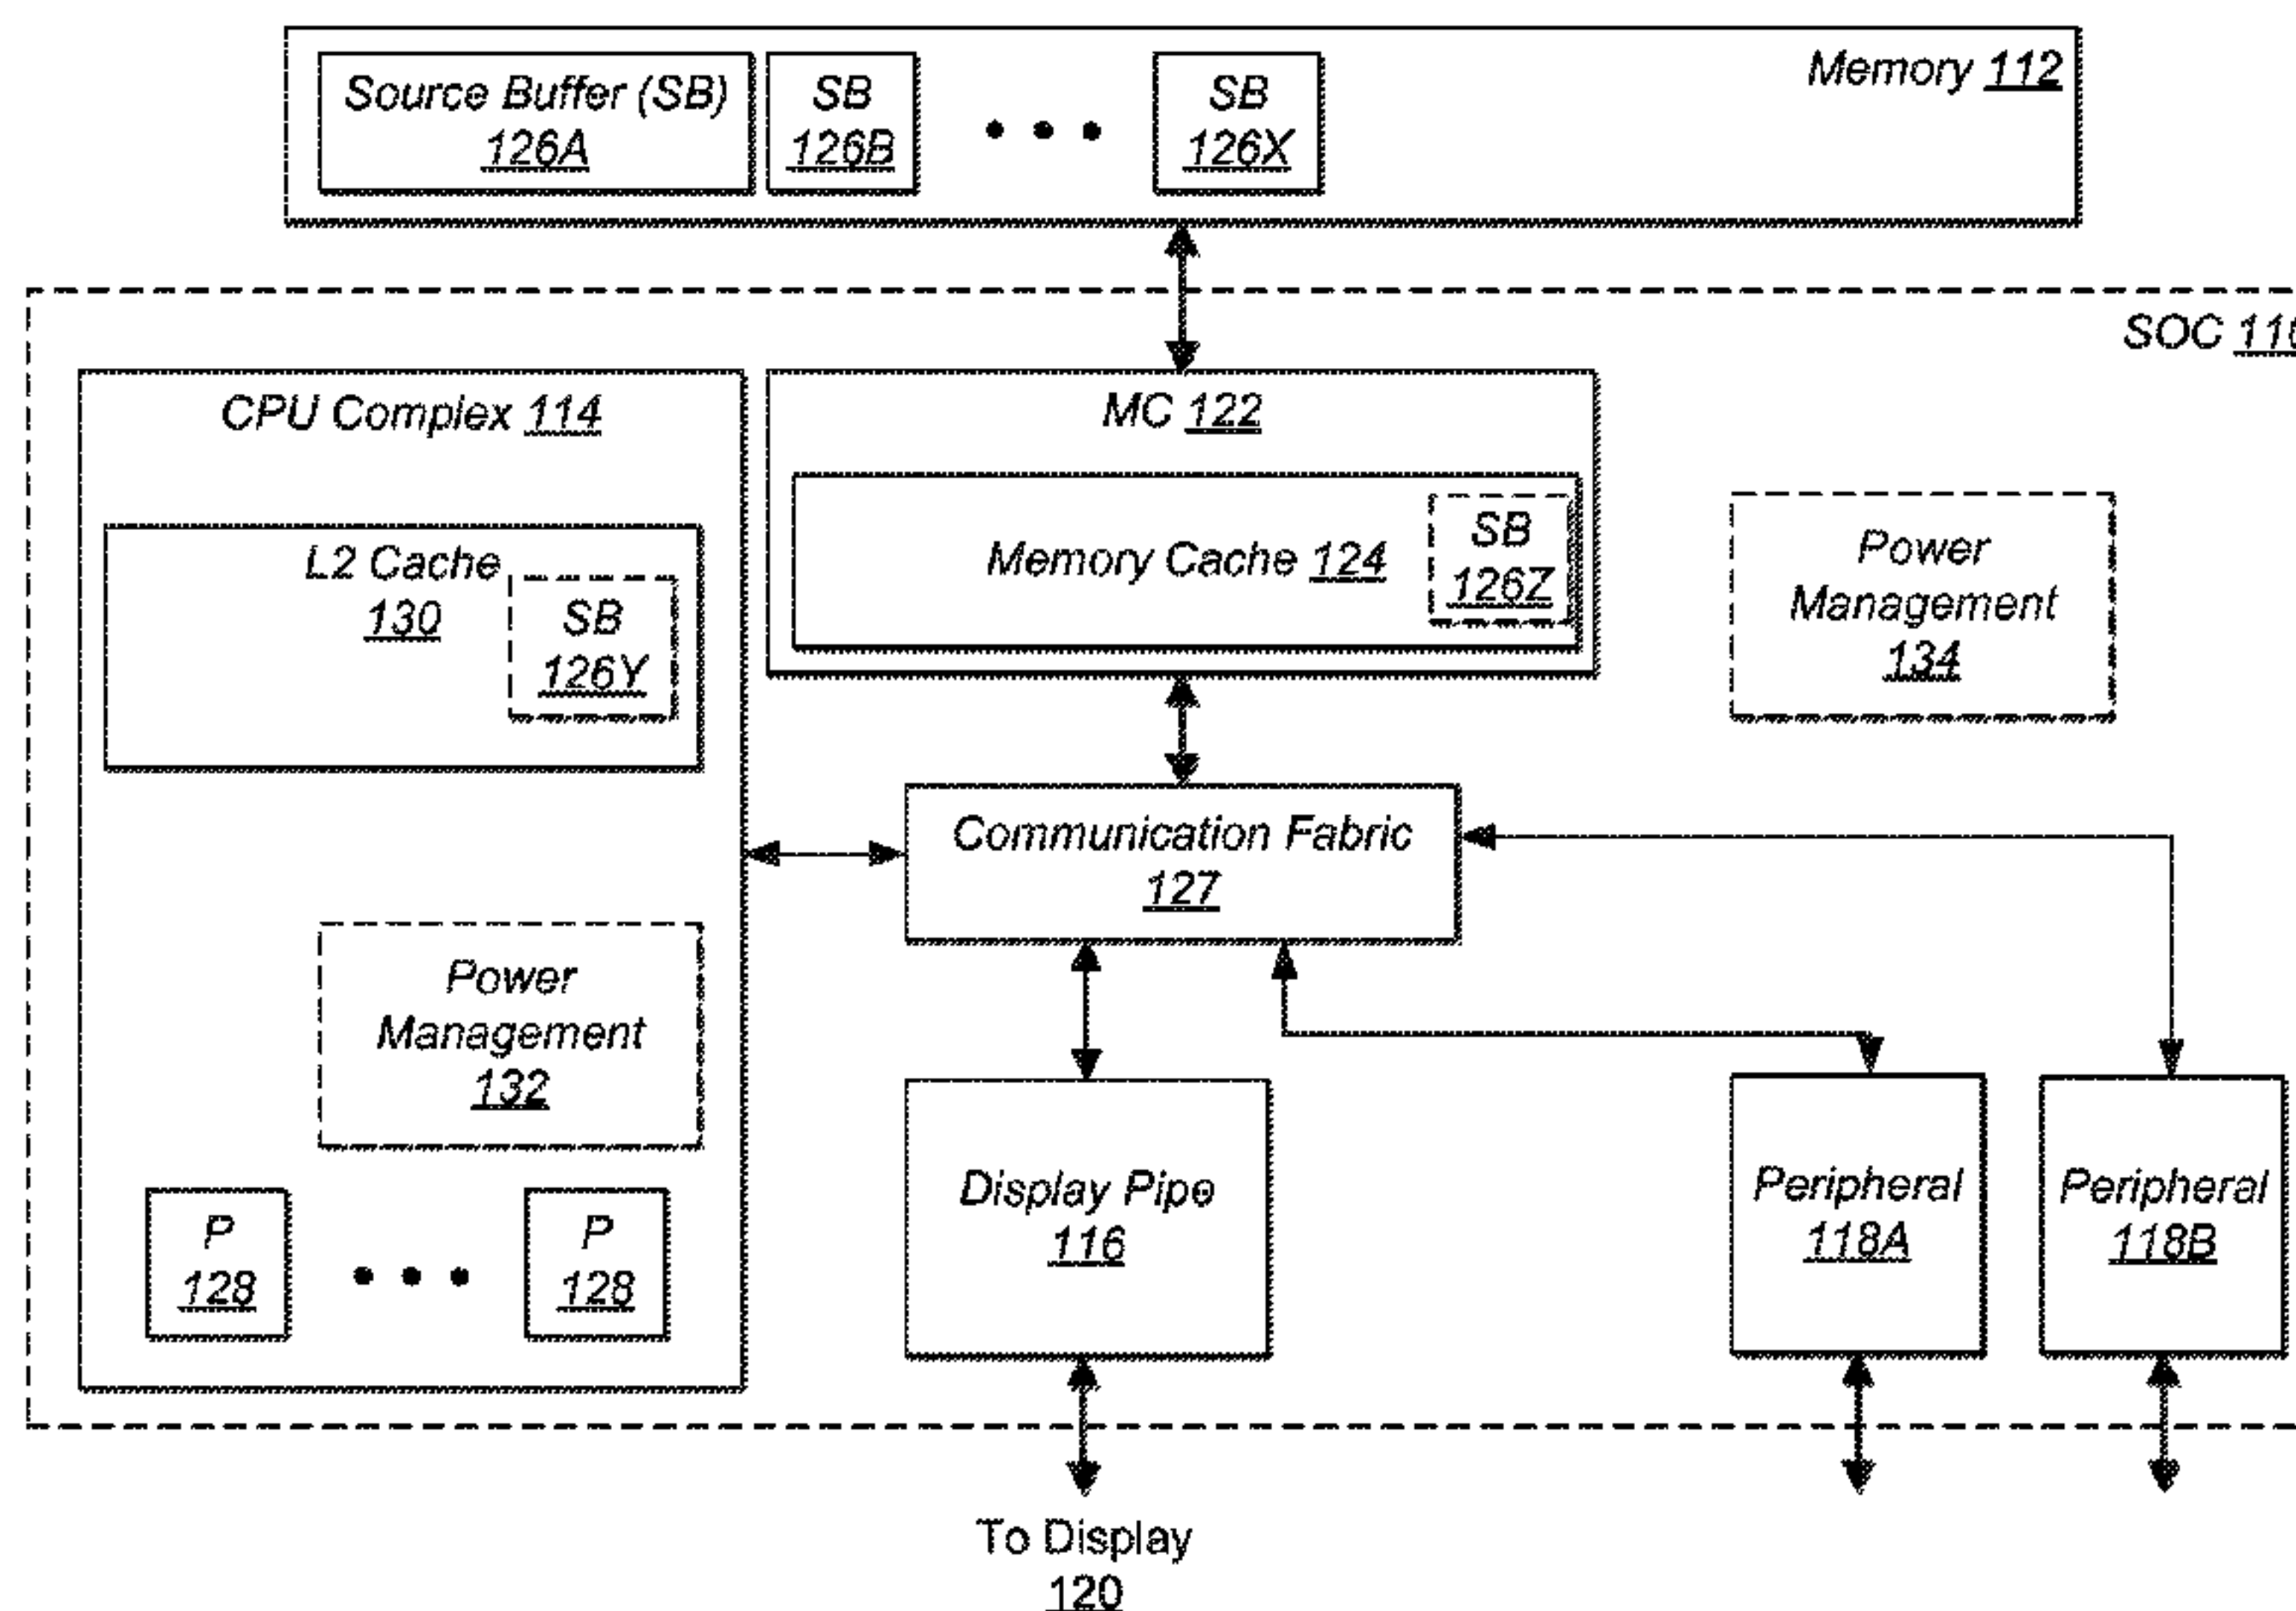 Memory 112
Source Buffer (SB)
126A
SB
126B
SB
126X
SOC
CPU Complex 114
L2 Cache
130
SB
126Y
Power
Management
132
P
128
P
128
MC 122
Memory Cache 124
SB
126Z
Power
Management
134
Communication Fabric
127
Display Pipe
116
Peripheral
118A
Peripheral
118B
To Display
120